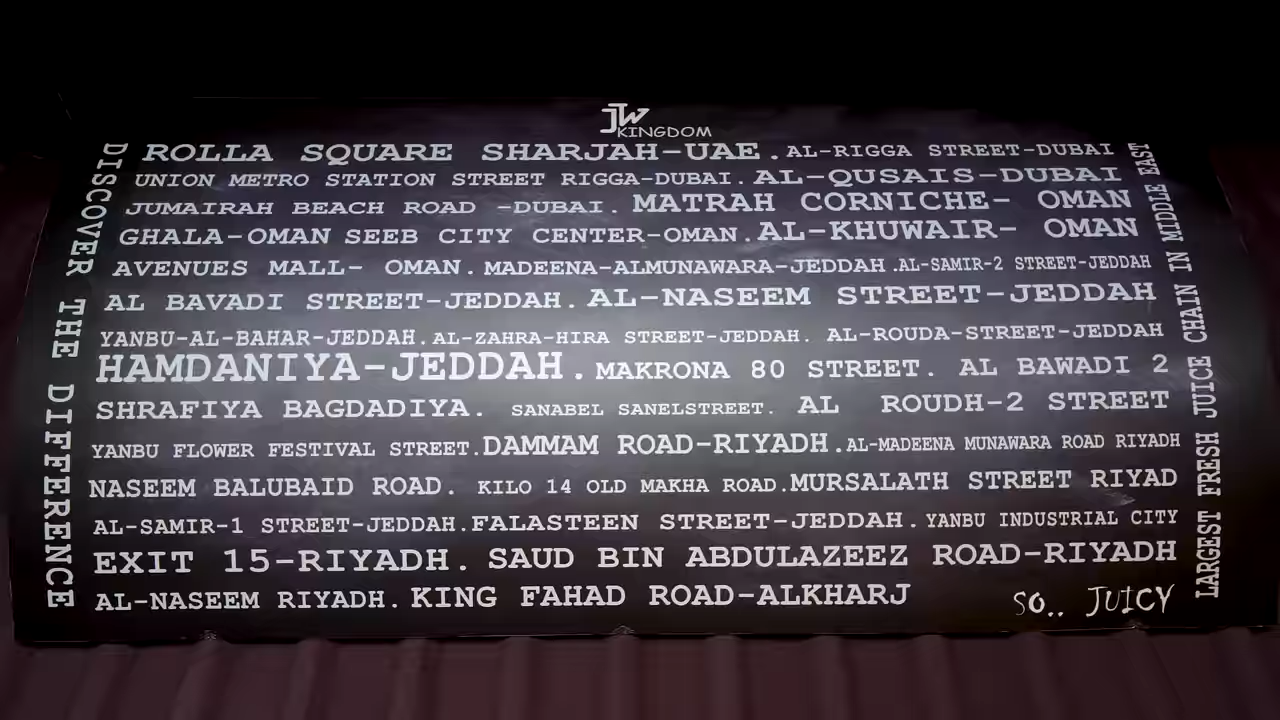 JW
KINGDOM
DISCOVER THE DIFFERENCE
ROLLA SQUARE SHARJAH-UAE. AL-RIGGA STREET-DUBAI
UNION METRO STATION STREET RIGGA-DUBAI. AL-QUSAIS-DUBAI
JUMAIRAH BEACH ROAD -DUBAI. MATRAH CORNICHE- OMAN
GHALA-OMAN SEEB CITY CENTER-OMAN. AL-KHUWAIR- OMAN
AVENUES MALL- OMAN. MADEENA-ALMUNAWARA-JEDDAH .AL-SAMIR-2 STREET-JEDDAH
AL BAVADI STREET-JEDDAH. AL-NASEEM STREET-JEDDAH
YANBU-AL-BAHAR-JEDDAH. AL-ZAHRA-HIRA STREET-JEDDAH. AL-ROUDA-STREET-JEDDAH
HAMDANIYA-JEDDAH. MAKRONA 80 STREET. AL BAWADI 2
SHRAFIYA BAGDADIYA. SANABEL SANELSTREET. AL ROUDH-2 STREET
YANBU FLOWER FESTIVAL STREET. DAMMAM ROAD-RIYADH. AL-MADEENA MUNAWARA ROAD RIYADH
NASEEM BALUBAID ROAD. KILO 14 OLD MAKHA ROAD. MURSALATH STREET RIYAD
AL-SAMIR-1 STREET-JEDDAH. FALASTEEN STREET-JEDDAH. YANBU INDUSTRIAL CITY
EXIT 15-RIYADH. SAUD BIN ABDULAZEEZ ROAD-RIYADH
AL-NASEEM RIYADH. KING FAHAD ROAD-ALKHARJ
SO.. JUICY
LARGEST FRESH JUICE CHAIN IN MIDDLE EAST